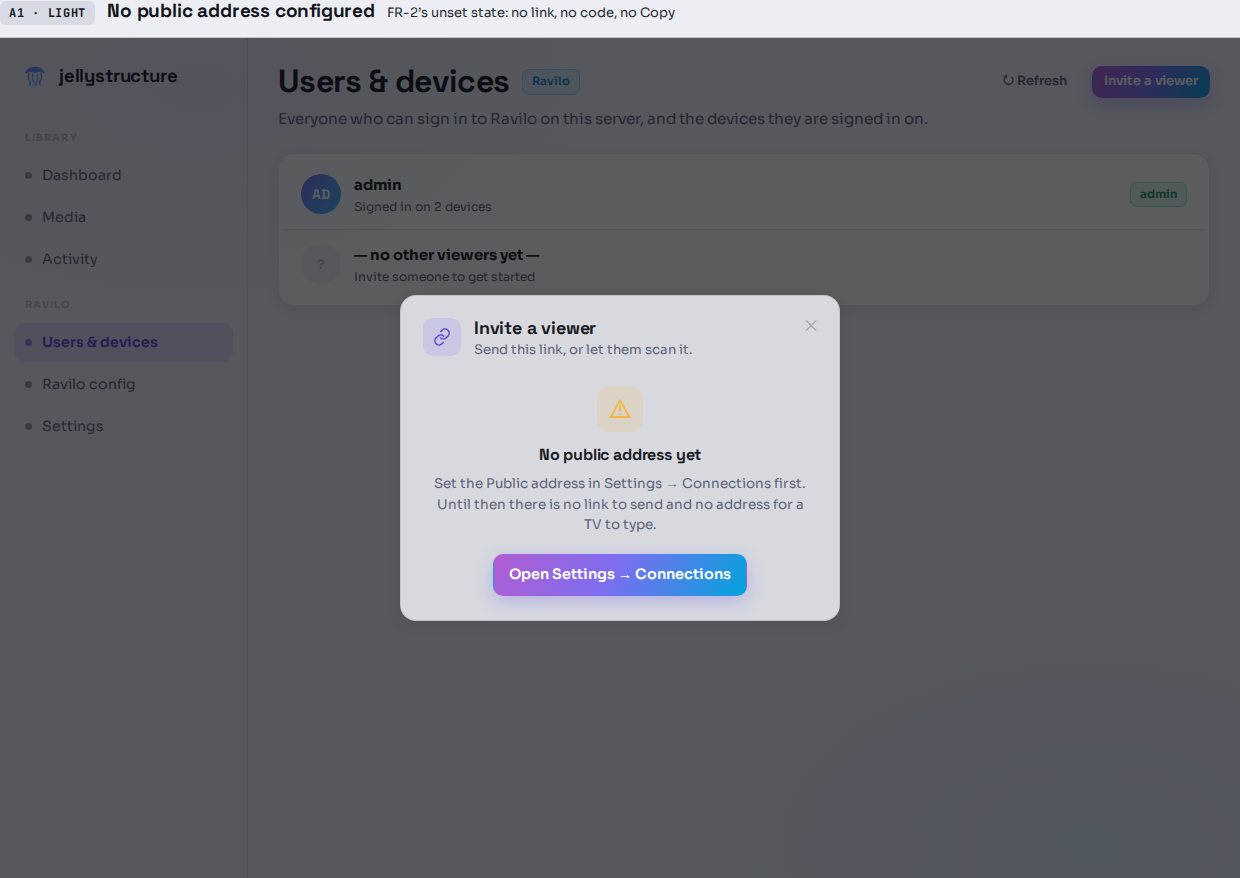 A1 · LIGHT No public address configured FR-2's unset state: no link, no code, no Copy
jellystructure
Users & devices Ravilo
Refresh
Invite a viewer
Everyone who can sign in to Ravilo on this server, and the devices they are signed in on.
LIBRARY
Dashboard
Media
Activity
RAVILO
Users & devices
Ravilo config
Settings
AD
admin
Signed in on 2 devices
admin
?
— no other viewers yet —
Invite someone to get started
Invite a viewer
Send this link, or let them scan it.
No public address yet
Set the Public address in Settings → Connections first.
Until then there is no link to send and no address for a
TV to type.
Open Settings → Connections